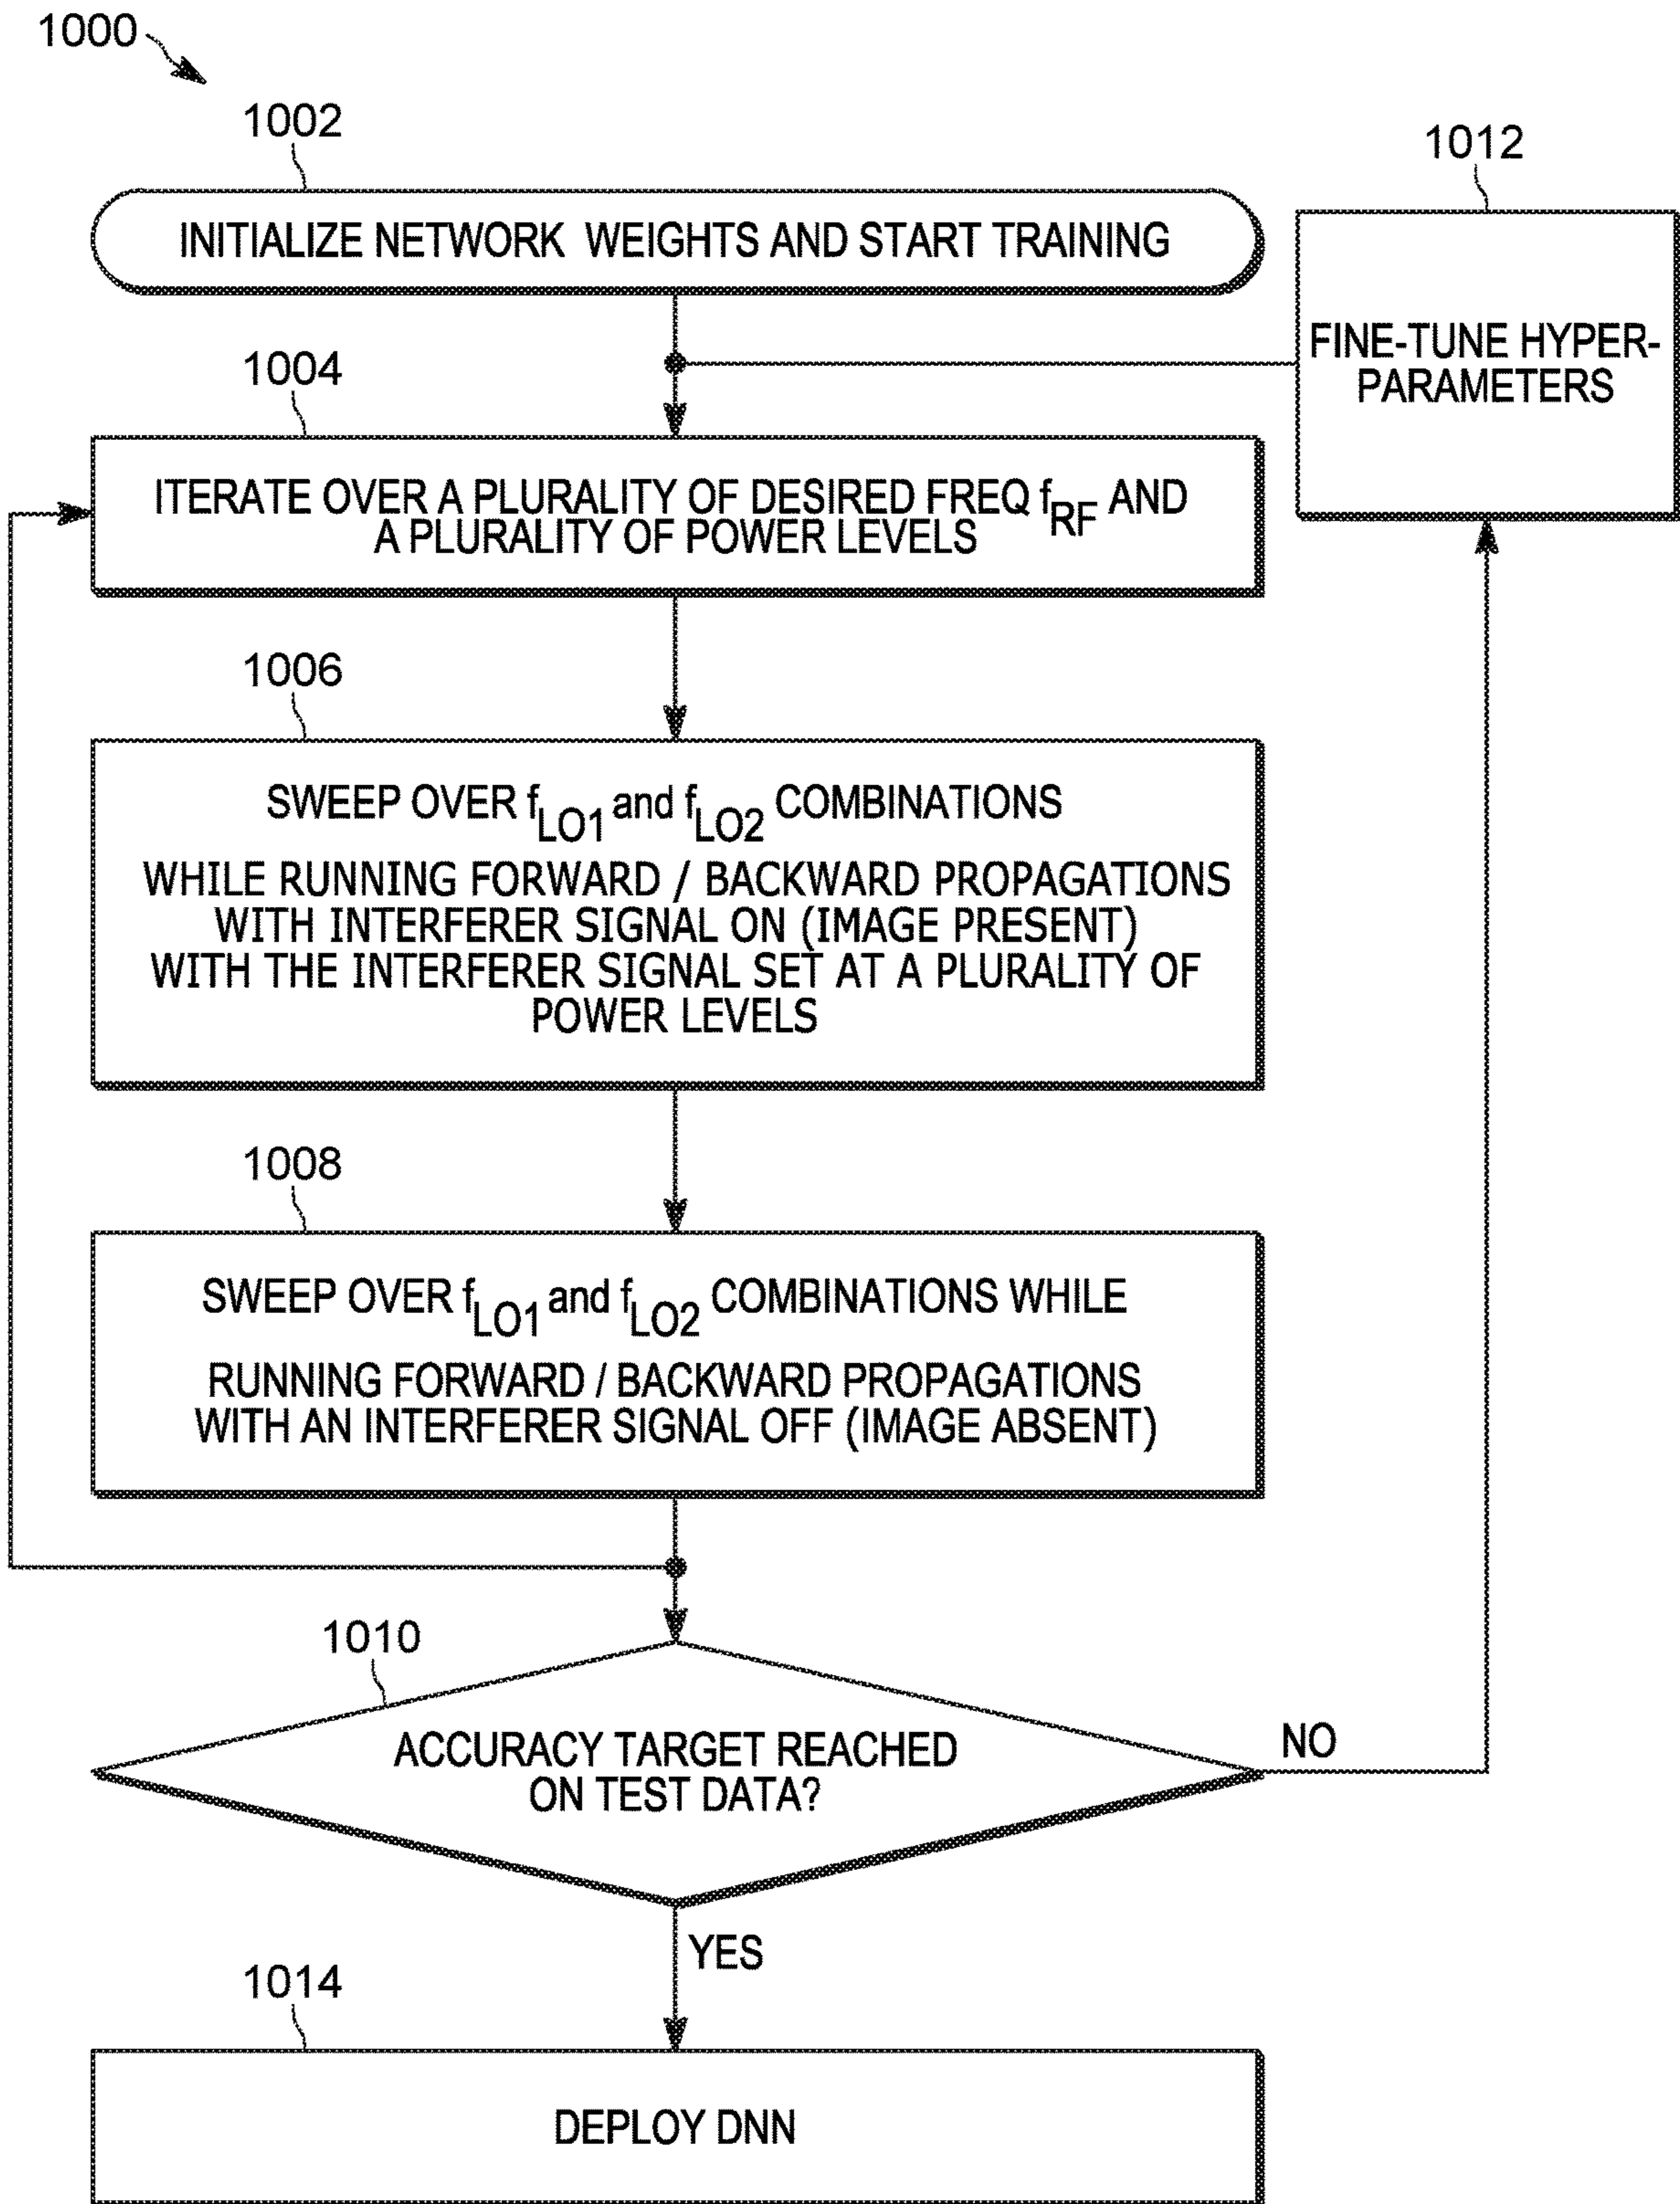 1000
1002
1012
INITIALIZE NETWORK WEIGHTS AND START TRAINING
FINE-TUNE HYPER-
PARAMETERS
1004
ITERATE OVER A PLURALITY OF DESIRED FREQ fRF AND
A PLURALITY OF POWER LEVELS
1006
SWEEP OVER fLO1 and fLO2 COMBINATIONS
WHILE RUNNING FORWARD / BACKWARD PROPAGATIONS
WITH INTERFERER SIGNAL ON (IMAGE PRESENT)
WITH THE INTERFERER SIGNAL SET AT A PLURALITY OF
POWER LEVELS
1008
SWEEP OVER fLO1 and fLO2 COMBINATIONS WHILE
RUNNING FORWARD / BACKWARD PROPAGATIONS
WITH AN INTERFERER SIGNAL OFF (IMAGE ABSENT)
1010
ACCURACY TARGET REACHED
ON TEST DATA?
NO
YES
1014
DEPLOY DNN